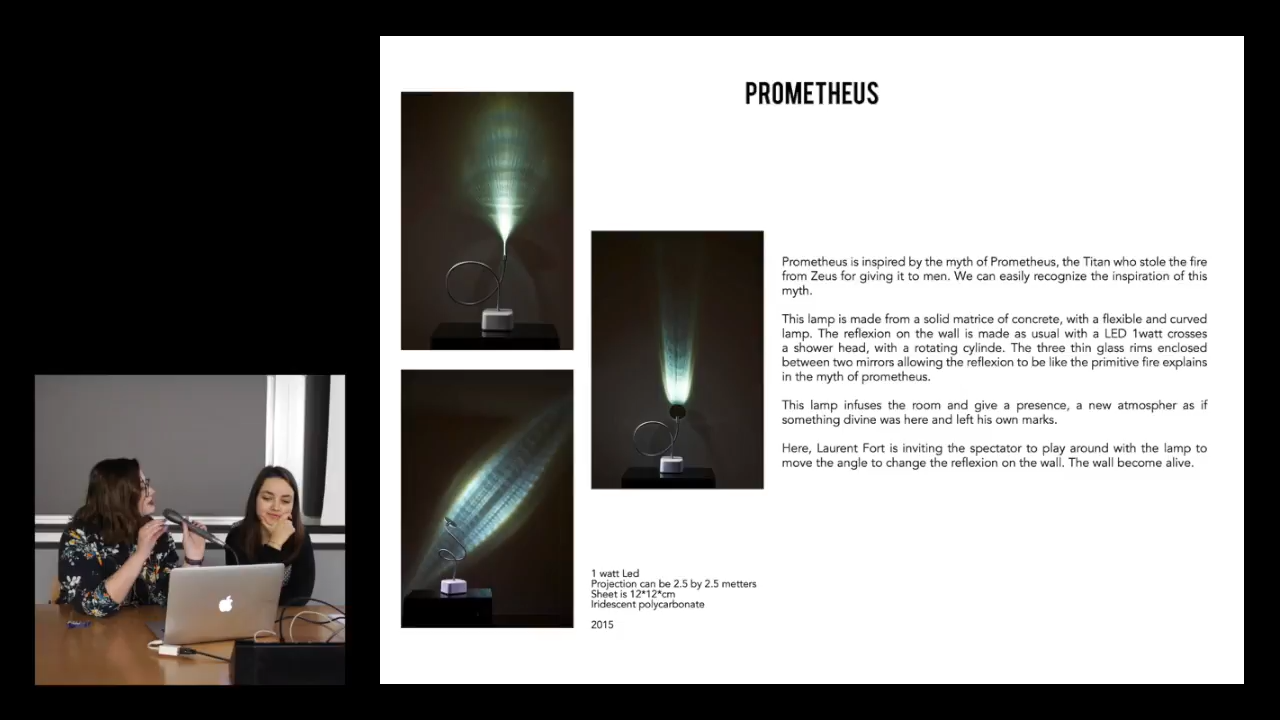 PROMETHEUS
Prometheus is inspired by the myth of Prometheus, the Titan who stole the fire
from Zeus for giving it to men. We can easily recognize the inspiration of this
myth.
This lamp is made from a solid matrice of concrete, with a flexible and curved
lamp. The reflexion on the wall is made as usual with a LED 1watt crosses
a shower head, with a rotating cylinde. The three thin glass rims enclosed
between two mirrors allowing the reflexion to be like the primitive fire explains
in the myth of prometheus.
This lamp infuses the room and give a presence, a new atmospher as if
something divine was here and left his own marks.
Here, Laurent Fort is inviting the spectator to play around with the lamp to
move the angle to change the reflexion on the wall. The wall become alive.
1 watt Led
Projection can be 2.5 by 2.5 metters
Sheet is 12*12*cm
Iridescent polycarbonate
2015